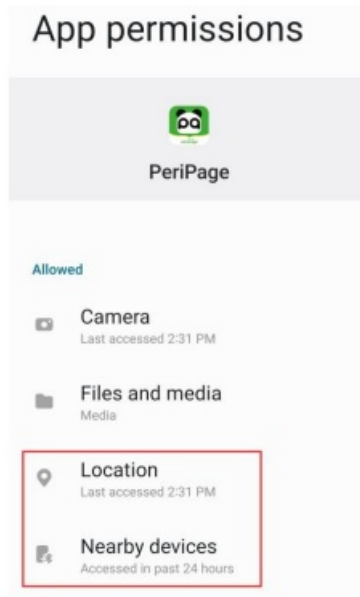 App permissions
PeriPage
Allowed
Camera
Last accessed 2:31 PM
Files and media
Media
Location
Last accessed 2:31 PM
Nearby devices
Accessed in past 24 hours